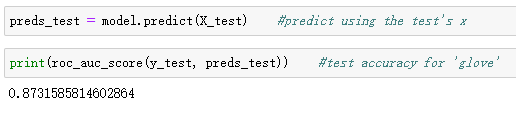 preds_test = model.predict(X_test)    #predict using the test's x
print(roc_auc_score(y_test, preds_test))    #test accuracy for 'glove'
0.8731585814602864